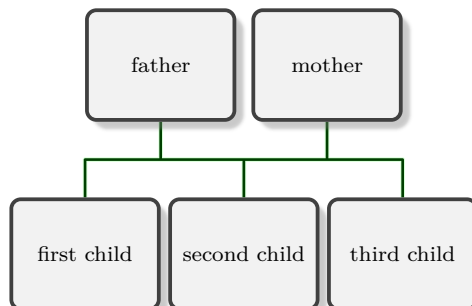 father
mother
first child
second child
third child